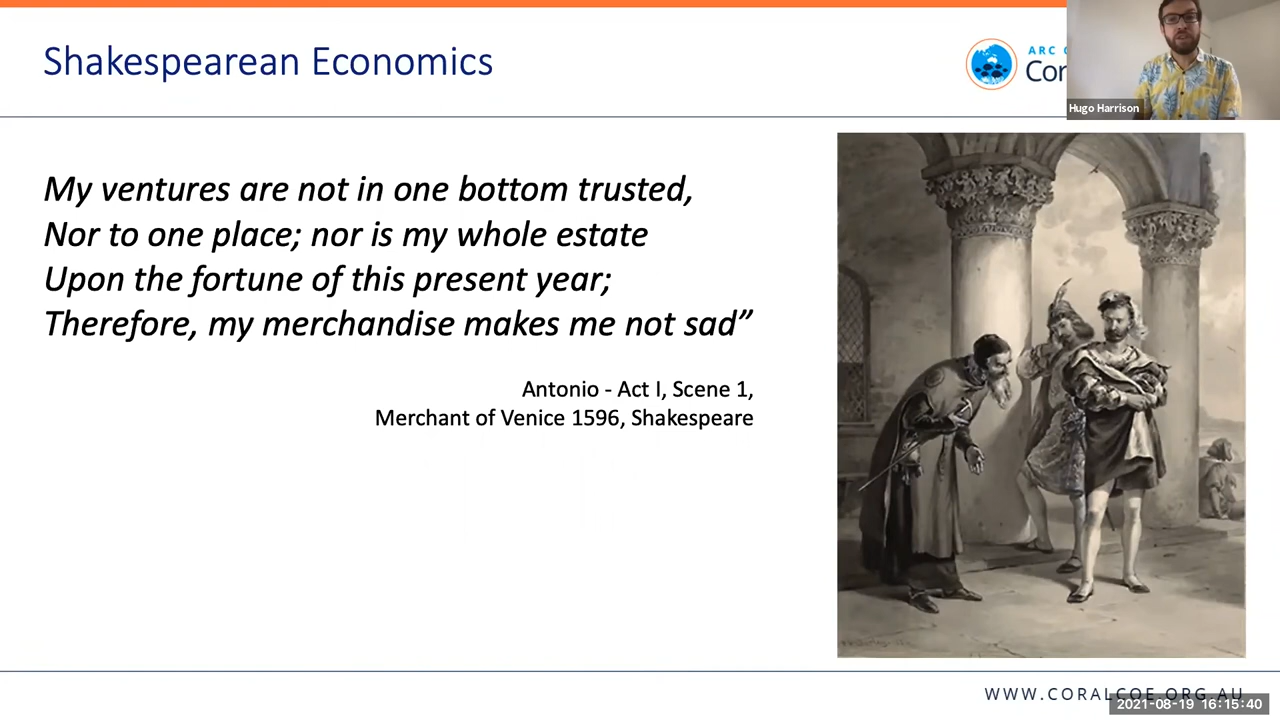 Shakespearean Economics
ARC
Hugo Harrison
My ventures are not in one bottom trusted,
Nor to one place; nor is my whole estate
Upon the fortune of this present year;
Therefore, my merchandise makes me not sad”
Antonio - Act I, Scene 1,
Merchant of Venice 1596, Shakespeare
WWW.CORALCOE.ORG.AU
2021-08-19 16:15:40